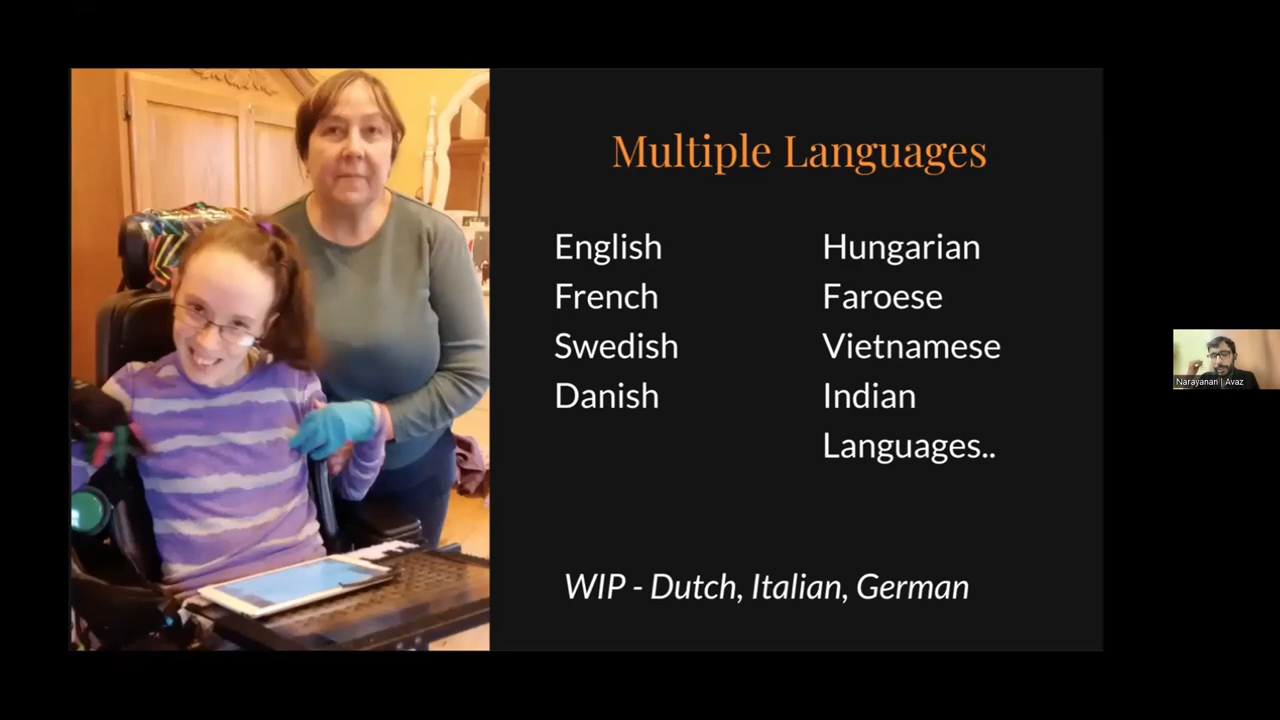 Multiple Languages
English
French
Swedish
Danish
Hungarian
Faroese
Vietnamese
Indian
Languages..
WIP - Dutch, Italian, German
Narayanan | Avaz